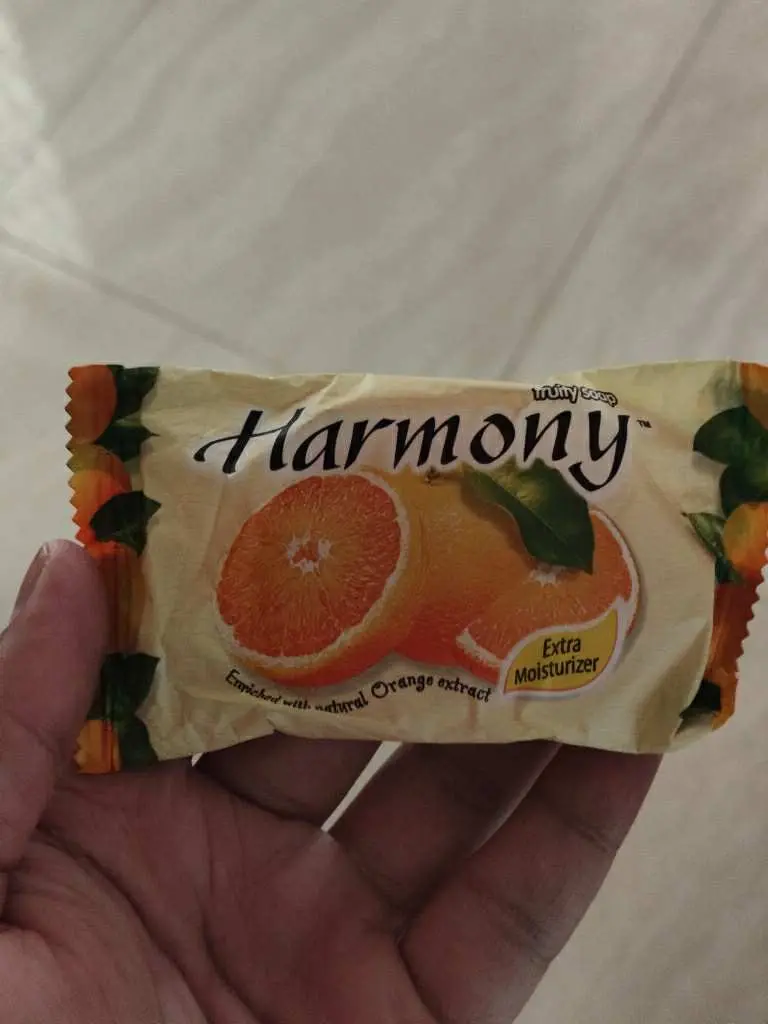 fruity soap
Harmony™
Extra
Moisturizer
Enriched with natural Orange extract